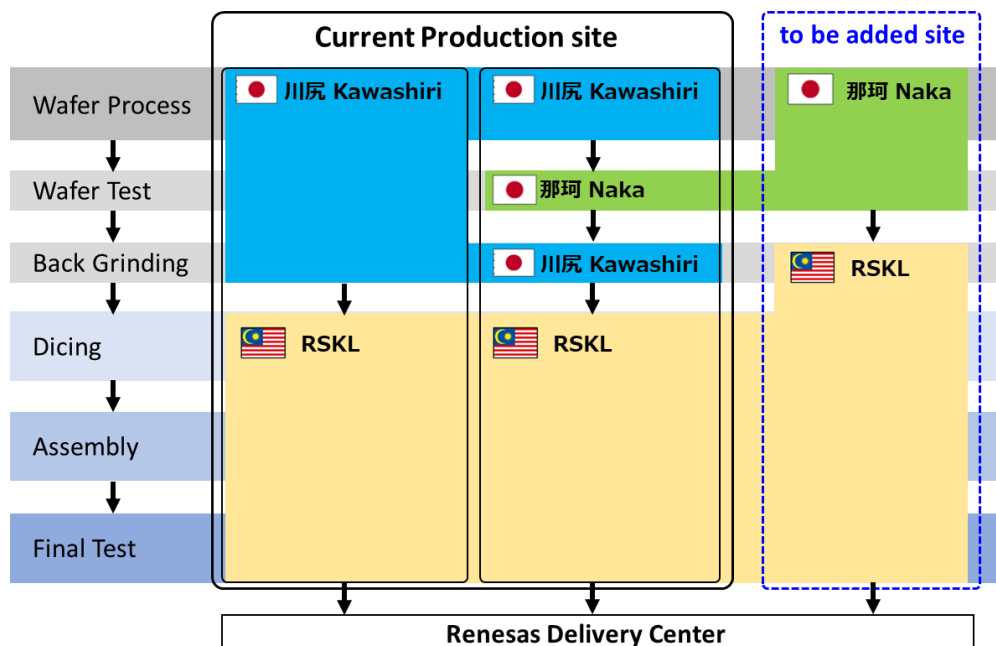 Current Production site
to be added site
Wafer Process
川尻 Kawashiri
川尻 Kawashiri
那珂 Naka
Wafer Test
那珂 Naka
Back Grinding
川尻 Kawashiri
RSKL
Dicing
RSKL
RSKL
Assembly
Final Test
Renesas Delivery Center